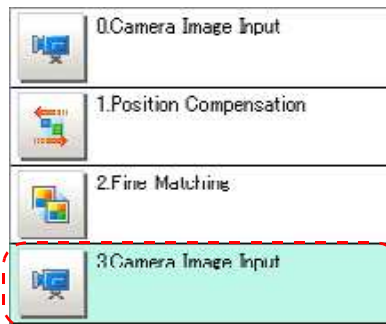 0.Camera Image Input
1.Position Compensation
2.Fine Matching
3.Camera Image Input